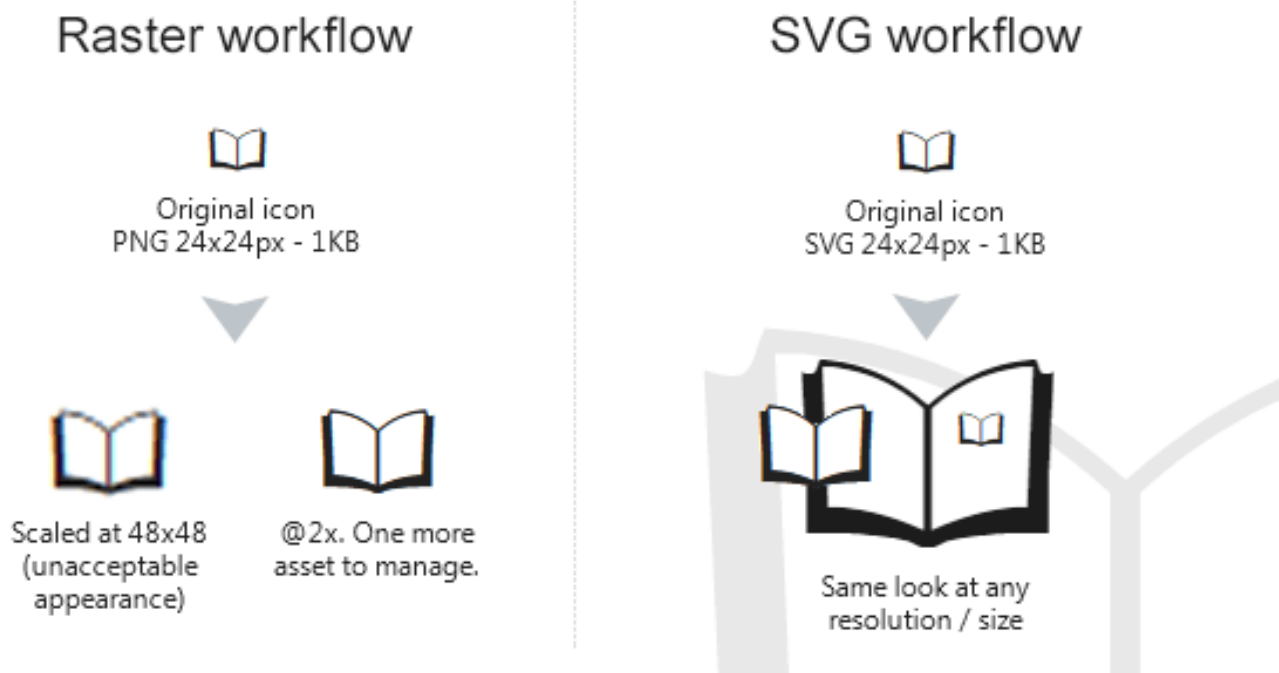 Raster workflow
Original icon
PNG 24x24px - 1KB
Scaled at 48x48
(unacceptable
appearance)
@2x. One more
asset to manage.
SVG workflow
Original icon
SVG 24x24px - 1KB
Same look at any
resolution / size